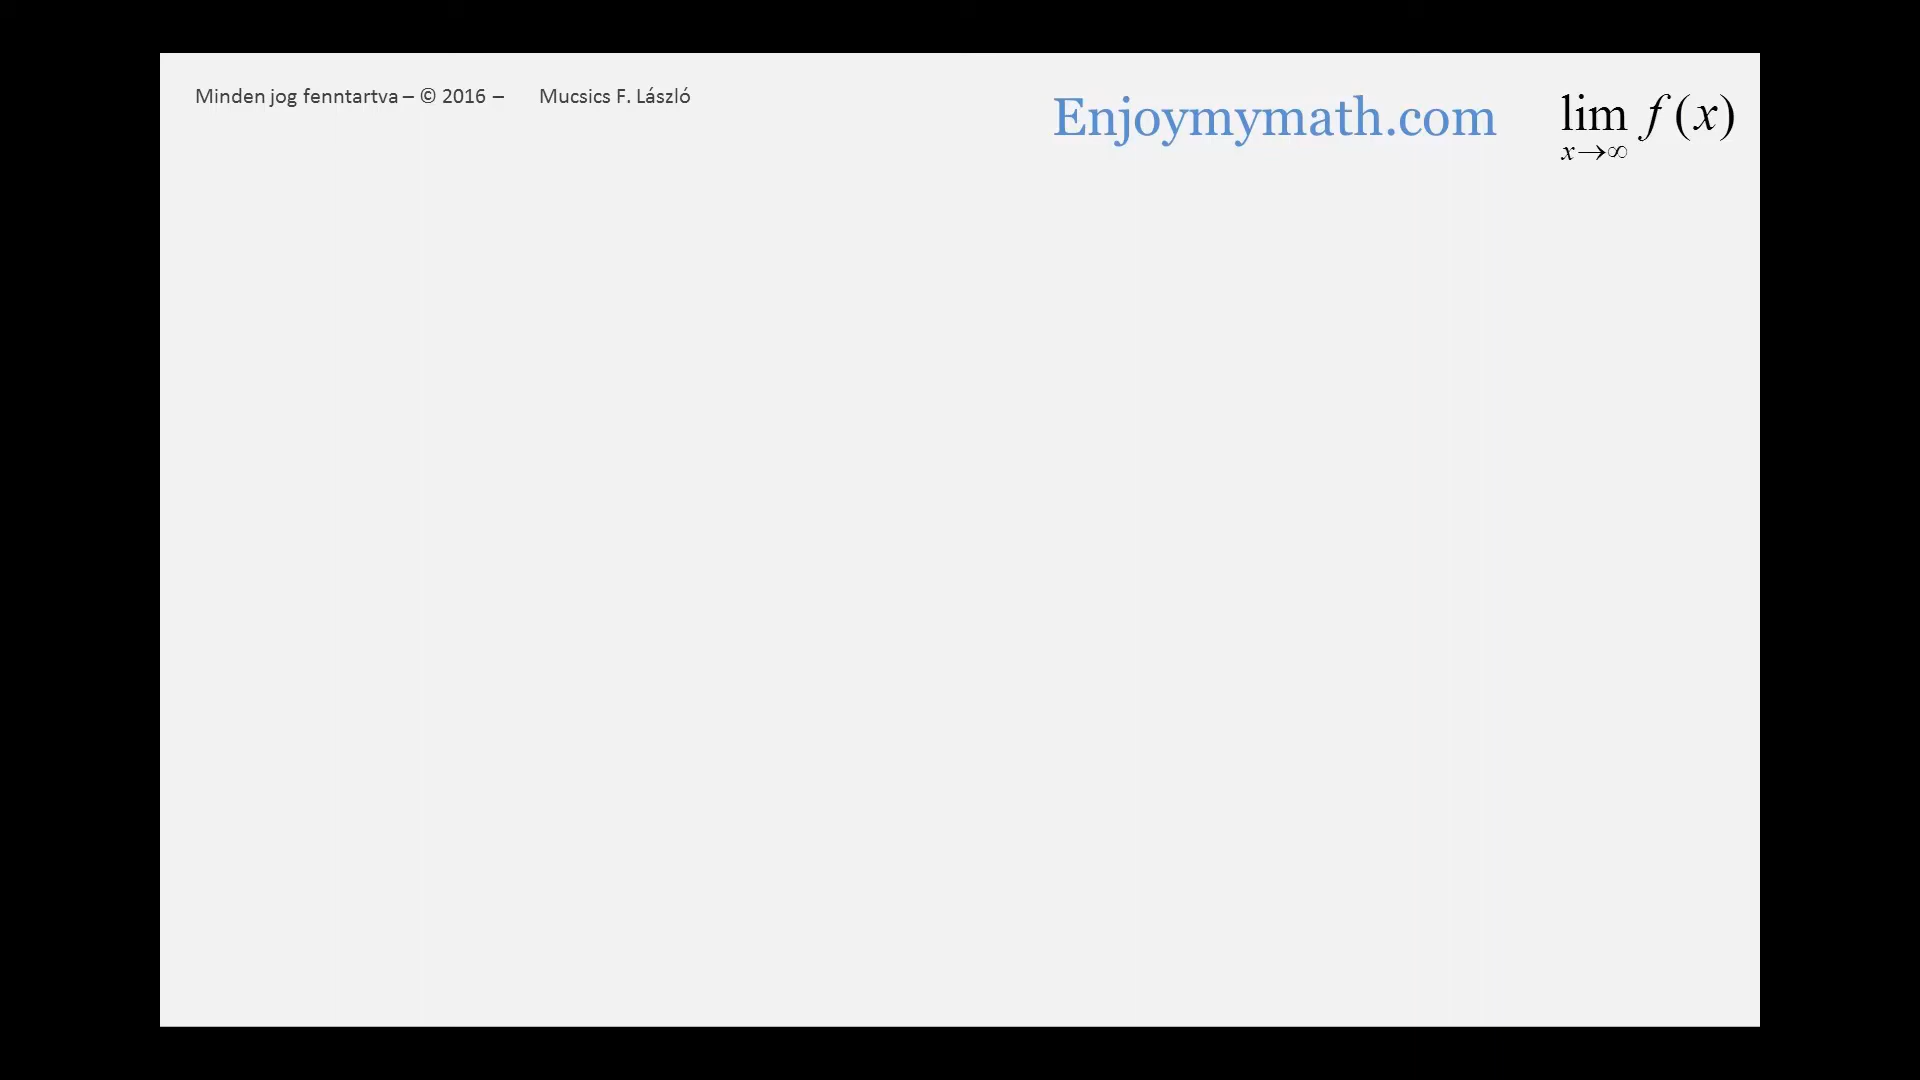 Minden jog fenntartva – © 2016 – Mucsics F. László
Enjoymymath.com
lim f(x)
x→∞